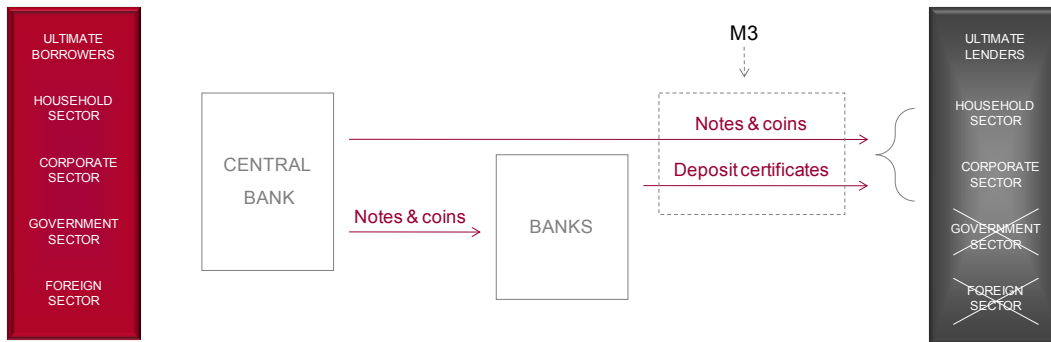 ULTIMATE
BORROWERS
HOUSEHOLD
SECTOR
CORPORATE
SECTOR
GOVERNMENT
SECTOR
FOREIGN
SECTOR
CENTRAL
BANK
Notes & coins
BANKS
M3
Notes & coins
Deposit certificates
ULTIMATE
LENDERS
HOUSEHOLD
SECTOR
CORPORATE
SECTOR
GOVERNMENT
SECTOR
FOREIGN
SECTOR